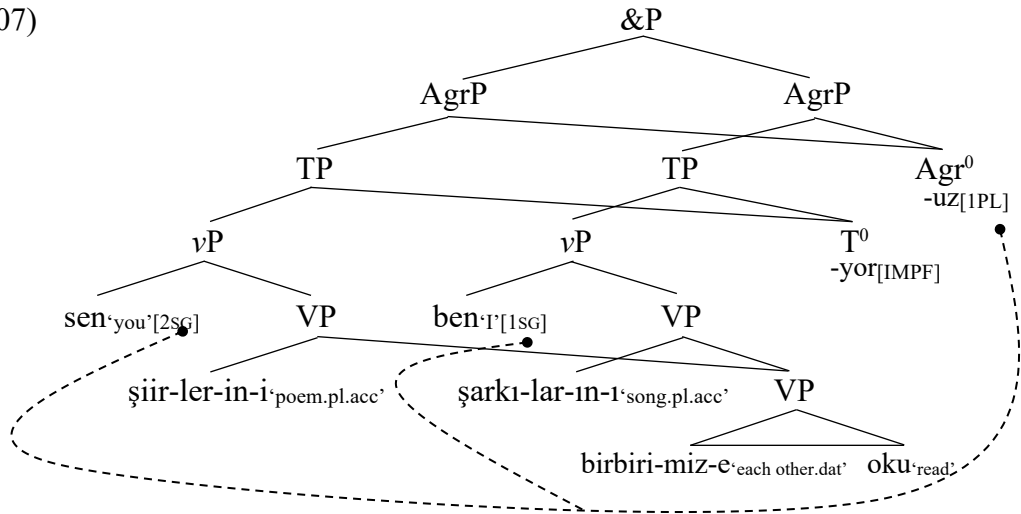 07)
&P
AgrP AgrP
TP TP Agr⁰
-uz[1PL]
vP vP T⁰
-yor[IMPF]
sen‘you’[2SG] VP ben‘I’[1SG] VP
şiir-ler-in-i‘poem.pl.acc’ şarkı-lar-ın-ı‘song.pl.acc’ VP
birbiri-miz-e‘each other.dat’ oku‘read’